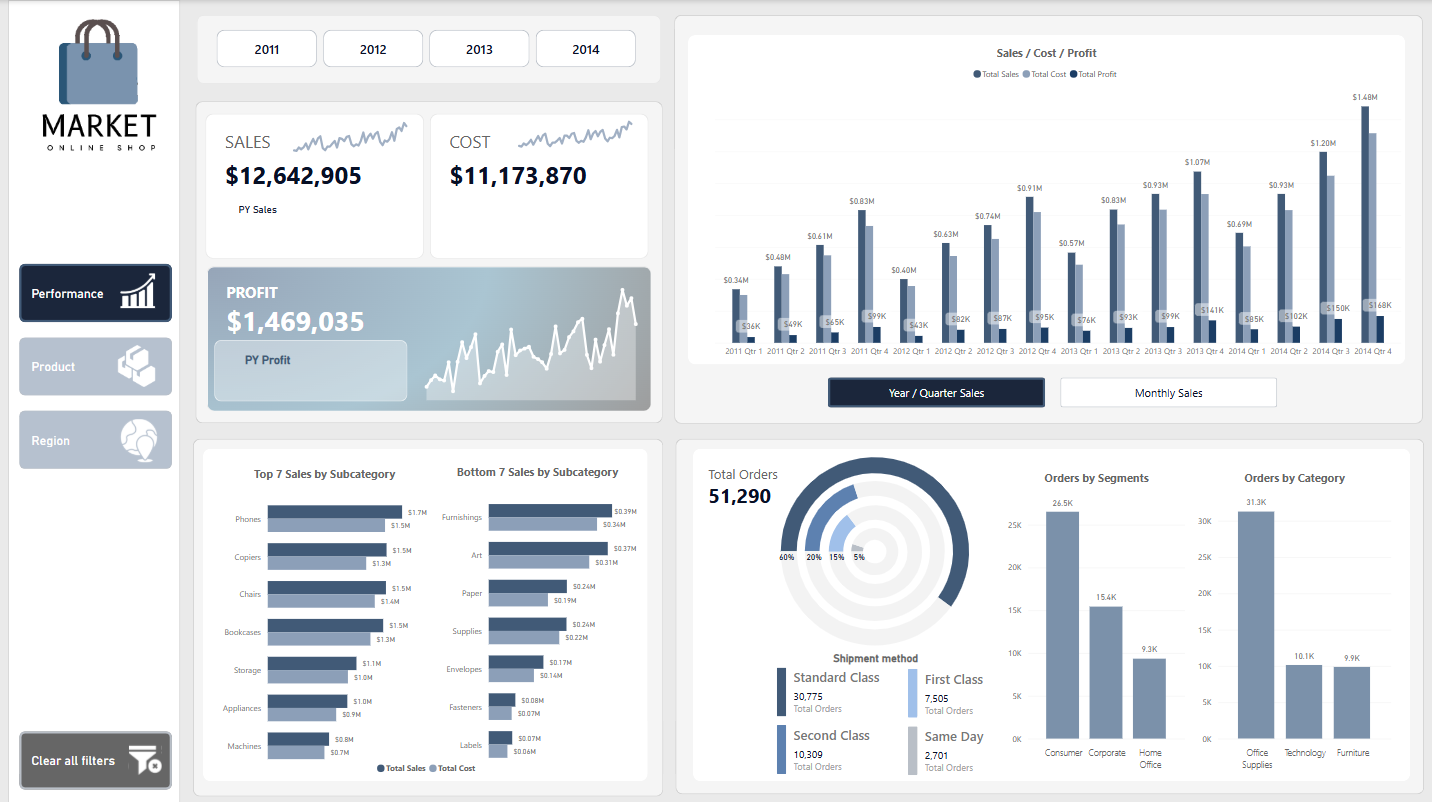 MARKET
ONLINE SHOP
Performance
Product
Region
Clear all filters
2011 2012 2013 2014
SALES
$12,642,905
PY Sales
COST
$11,173,870
PROFIT
$1,469,035
PY Profit
Sales / Cost / Profit
Total Sales Total Cost Total Profit
$0.34M $0.48M $0.61M $0.83M $0.40M $0.63M $0.74M $0.91M $0.57M $0.83M $0.93M $1.07M $0.69M $0.93M $1.20M $1.48M
$36K $49K $65K $99K $43K $82K $87K $95K $76K $93K $99K $141K $85K $102K $150K $168K
2011 Qtr 1 2011 Qtr 2 2011 Qtr 3 2011 Qtr 4 2012 Qtr 1 2012 Qtr 2 2012 Qtr 3 2012 Qtr 4 2013 Qtr 1 2013 Qtr 2 2013 Qtr 3 2013 Qtr 4 2014 Qtr 1 2014 Qtr 2 2014 Qtr 3 2014 Qtr 4
Year / Quarter Sales
Monthly Sales
Top 7 Sales by Subcategory
Phones $1.7M
$1.5M
Copiers $1.5M
$1.3M
Chairs $1.5M
$1.4M
Bookcases $1.5M
$1.3M
Storage $1.1M
$1.0M
Appliances $1.0M
$0.9M
Machines $0.8M
$0.7M
Bottom 7 Sales by Subcategory
Furnishings $0.39M
$0.34M
Art $0.37M
$0.31M
Paper $0.24M
$0.19M
Supplies $0.24M
$0.22M
Envelopes $0.17M
$0.14M
Fasteners $0.08M
$0.07M
Labels $0.07M
$0.06M
Total Sales Total Cost
Total Orders
51,290
60% 20% 15% 5%
Shipment method
Standard Class
30,775
Total Orders
First Class
7,505
Total Orders
Second Class
10,309
Total Orders
Same Day
2,701
Total Orders
Orders by Segments
26.5K
25K
20K
15.4K
15K
10K
9.3K
5K
0K
Consumer Corporate Home
Office
Orders by Category
31.3K
30K
25K
20K
15K
10.1K 9.9K
10K
5K
0K
Office Technology Furniture
Supplies